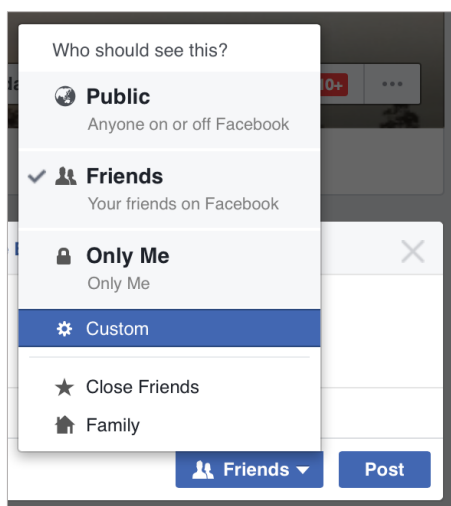 Who should see this?
Public
Anyone on or off Facebook
10+
Friends
Your friends on Facebook
Only Me
Only Me
Custom
Close Friends
Family
Friends
Post